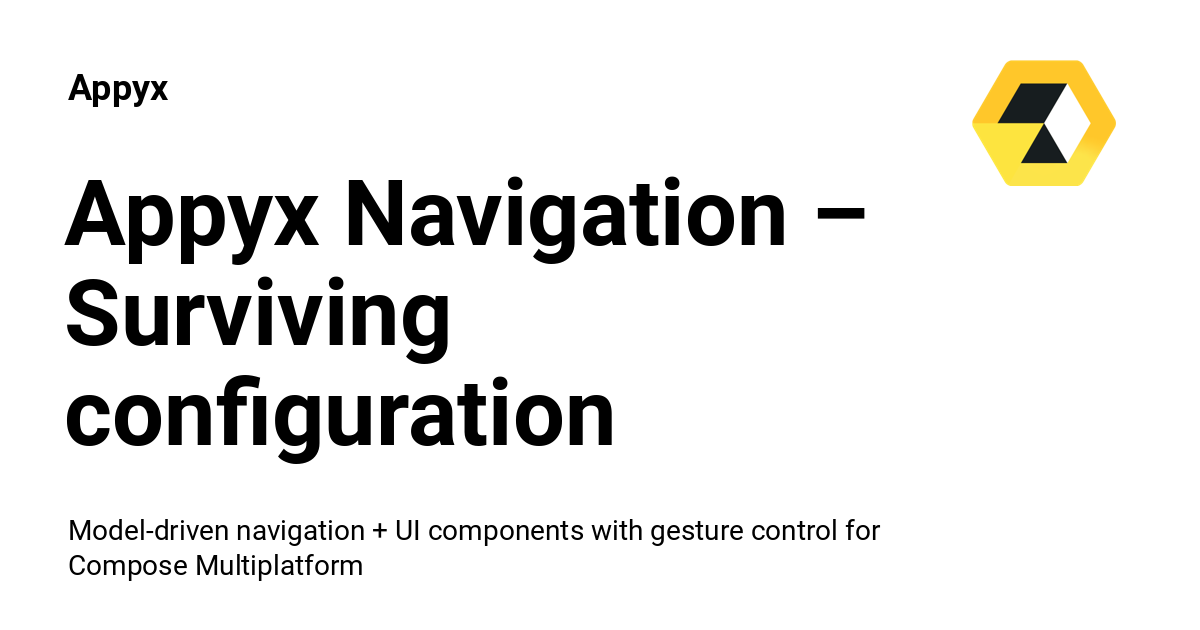 Appyx
Appyx Navigation –
Surviving
configuration
Model-driven navigation + UI components with gesture control for
Compose Multiplatform